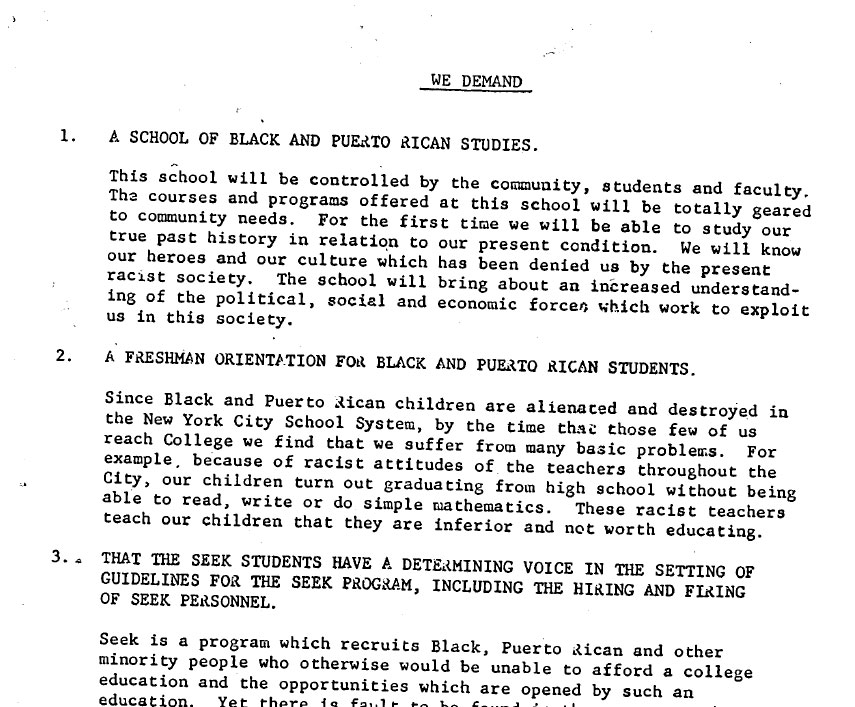 WE DEMAND
1. A SCHOOL OF BLACK AND PUERTO RICAN STUDIES.
This school will be controlled by the community, students and faculty.
The courses and programs offered at this school will be totally geared
to community needs. For the first time we will be able to study our
true past history in relation to our present condition. We will know
our heroes and our culture which has been denied us by the present
racist society. The school will bring about an increased understand-
ing of the political, social and economic forces which work to exploit
us in this society.
2. A FRESHMAN ORIENTATION FOR BLACK AND PUERTO RICAN STUDENTS.
Since Black and Puerto Rican children are alienated and destroyed in
the New York City School System, by the time that those few of us
reach College we find that we suffer from many basic problems. For
example, because of racist attitudes of the teachers throughout the
City, our children turn out graduating from high school without being
able to read, write or do simple mathematics. These racist teachers
teach our children that they are inferior and not worth educating.
3. THAT THE SEEK STUDENTS HAVE A DETERMINING VOICE IN THE SETTING OF
GUIDELINES FOR THE SEEK PROGRAM, INCLUDING THE HIRING AND FIRING
OF SEEK PERSONNEL.
Seek is a program which recruits Black, Puerto Rican and other
minority people who otherwise would be unable to afford a college
education and the opportunities which are opened by such an
education. Yet there is fault to be found in the